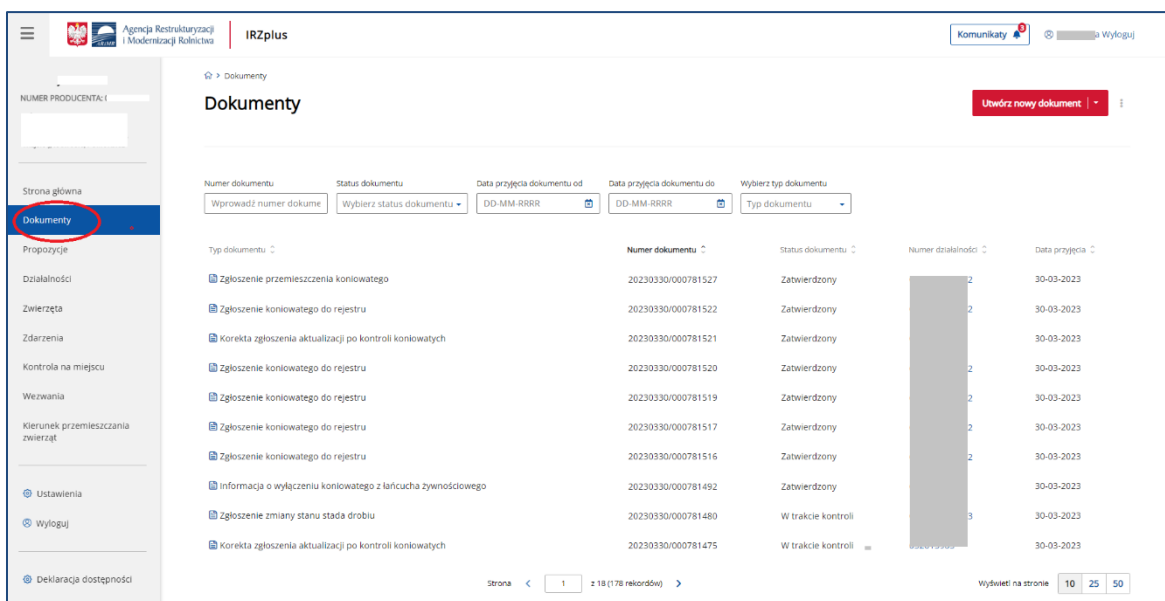 Agencja Restrukturyzacji
i Modernizacji Rolnictwa
ARiMR
IRZplus
Komunikaty 3
a Wyloguj
NUMER PRODUCENTA:
Strona główna
Dokumenty
Propozycje
Działalności
Zwierzęta
Zdarzenia
Kontrola na miejscu
Wezwania
Kierunek przemieszczania
zwierząt
Ustawienia
Wyloguj
Deklaracja dostępności
> Dokumenty
Dokumenty
Utwórz nowy dokument
Numer dokumentu Status dokumentu Data przyjęcia dokumentu od Data przyjęcia dokumentu do Wybierz typ dokumentu
Wprowadź numer dokume Wybierz status dokumentu DD-MM-RRRR DD-MM-RRRR Typ dokumentu
Typ dokumentu Numer dokumentu Status dokumentu Numer działalności Data przyjęcia
Zgłoszenie przemieszczenia koniowatego 20230330/000781527 Zatwierdzony 2 30-03-2023
Zgłoszenie koniowatego do rejestru 20230330/000781522 Zatwierdzony 2 30-03-2023
Korekta zgłoszenia aktualizacji po kontroli koniowatych 20230330/000781521 Zatwierdzony 30-03-2023
Zgłoszenie koniowatego do rejestru 20230330/000781520 Zatwierdzony 2 30-03-2023
Zgłoszenie koniowatego do rejestru 20230330/000781519 Zatwierdzony 2 30-03-2023
Zgłoszenie koniowatego do rejestru 20230330/000781517 Zatwierdzony 2 30-03-2023
Zgłoszenie koniowatego do rejestru 20230330/000781516 Zatwierdzony 2 30-03-2023
Informacja o wyłączeniu koniowatego z łańcucha żywnościowego 20230330/000781492 Zatwierdzony 30-03-2023
Zgłoszenie zmiany stanu stada drobiu 20230330/000781480 W trakcie kontroli 3 30-03-2023
Korekta zgłoszenia aktualizacji po kontroli koniowatych 20230330/000781475 W trakcie kontroli 30-03-2023
Strona < 1 z 18 (178 rekordów) > Wyświetl na stronie 10 25 50